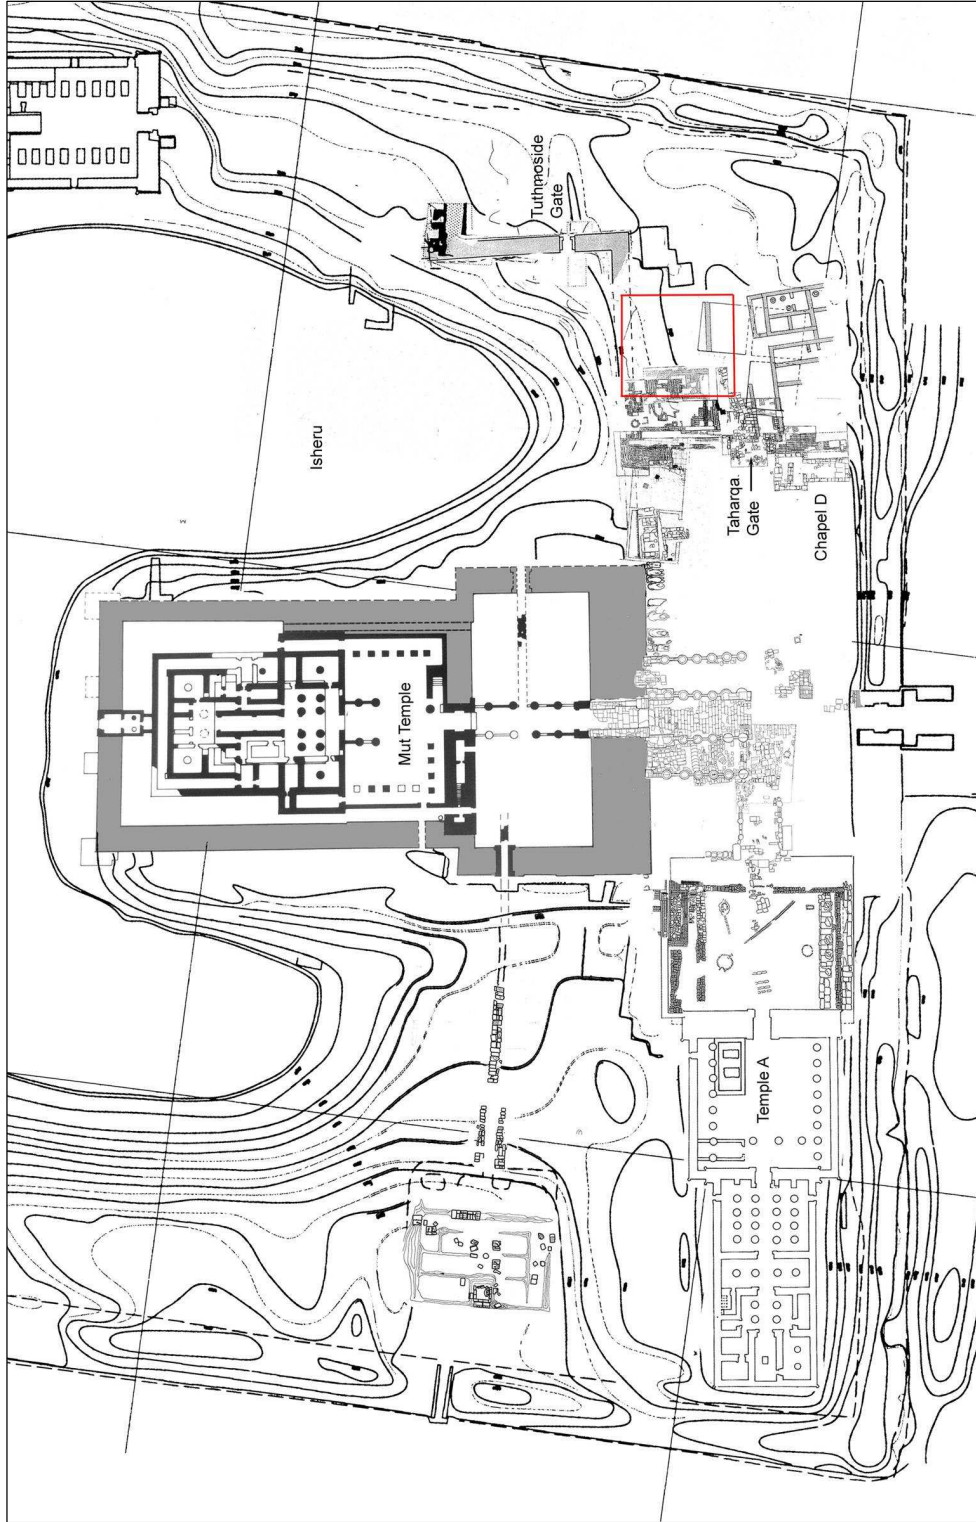 Tuthmoside
Gate
Isheru
Mut Temple
Taharqa
Gate
Chapel D
Temple A